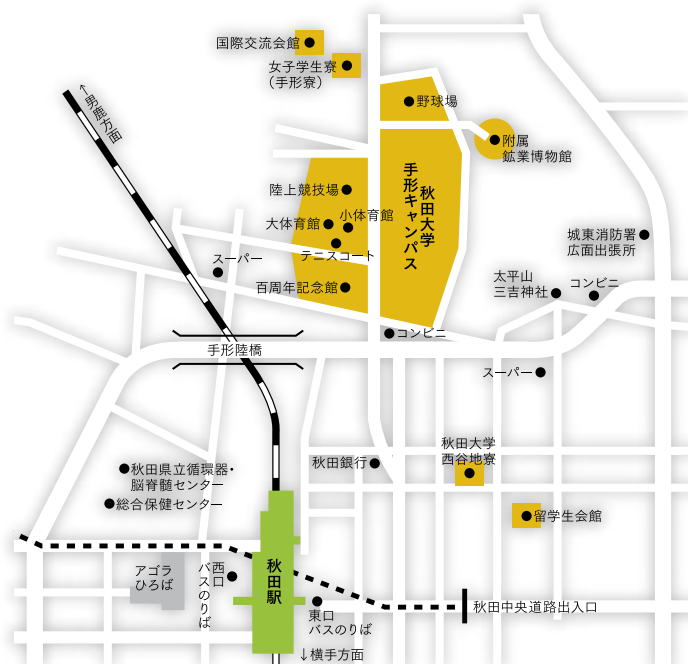 国際交流会館
女子学生寮
（手形寮）
↑男鹿方面
野球場
附属
鉱業博物館
陸上競技場
秋田大学
手形キャンパス
小体育館
大体育館
テニスコート
スーパー
百周年記念館
城東消防署
広面出張所
太平山
三吉神社
コンビニ
コンビニ
手形陸橋
スーパー
秋田大学
西谷地寮
秋田銀行
秋田県立循環器・
脳脊髄センター
総合保健センター
留学生会館
アゴラ
ひろば
西口
バスのりば
秋田駅
東口
バスのりば
秋田中央道路出入口
↓横手方面